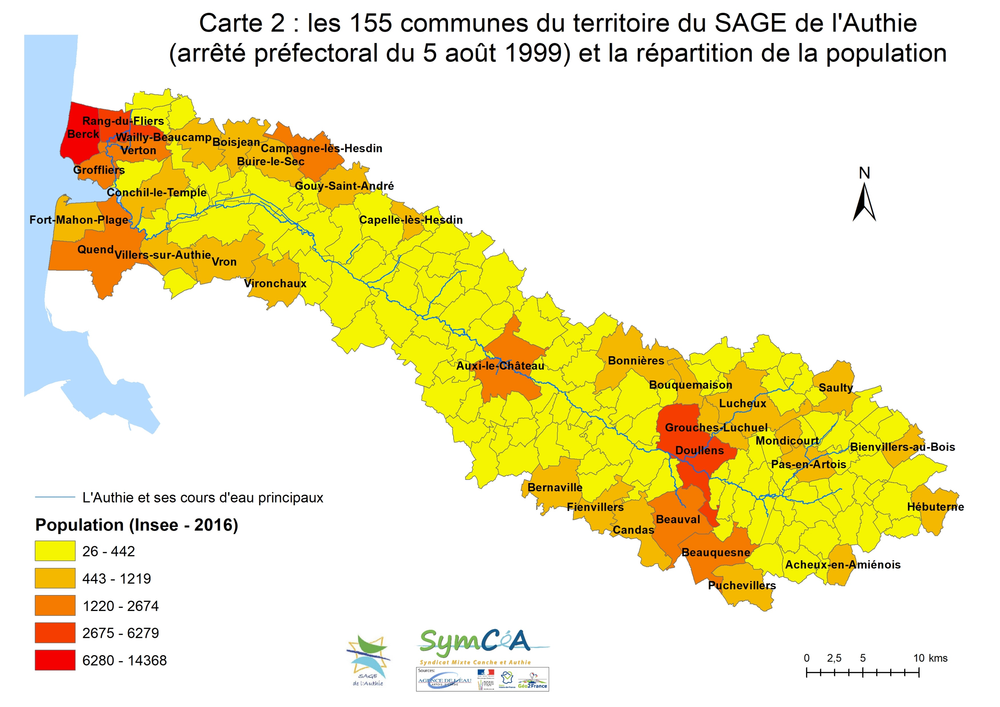 Carte 2 : les 155 communes du territoire du SAGE de l'Authie
(arrêté préfectoral du 5 août 1999) et la répartition de la population
Rang-du-Fliers
Berck
Wailly-Beaucamp
Boisjean
Verton
Campagne-lès-Hesdin
Buire-le-Sec
Groffliers
Gouy-Saint-André
Conchil-le-Temple
Fort-Mahon-Plage
Capelle-lès-Hesdin
Quend
Villers-sur-Authie
Vron
Vironchaux
N
Auxi-le-Château
Bonnières
Bouquemaison
Saulty
Lucheux
Grouches-Luchuel
Mondicourt
Bienvillers-au-Bois
Doullens
Pas-en-Artois
Bernaville
Fienvillers
Hébuterne
Beauval
Candas
Beauquesne
Acheux-en-Amiénois
Puchevillers
L'Authie et ses cours d'eau principaux
Population (Insee - 2016)
26 - 442
443 - 1219
1220 - 2674
2675 - 6279
6280 - 14368
SAGE
de l'Authie
SymCéA
Syndicat Mixte Canche et Authie
Sources:
AGENCE DE L'EAU
ARTOIS PICARDIE
Hauts-de-France
Géo2France
0 2,5 5 10 kms